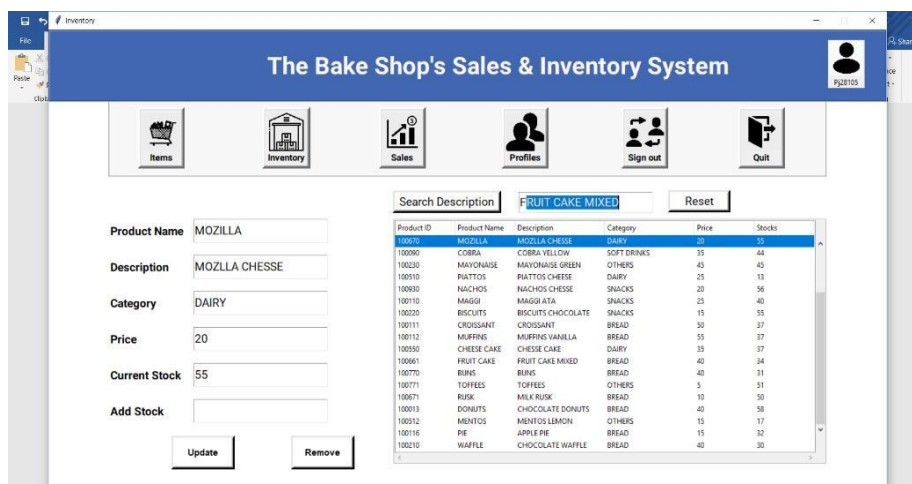 Inventory
File
Share
The Bake Shop's Sales & Inventory System
Paste
Pj28105
Items
Inventory
Sales
Profiles
Sign out
Quit
Search Description
FRUIT CAKE MIXED
Reset
Product Name MOZILLA
Description MOZLLA CHESSE
Category DAIRY
Price 20
Current Stock 55
Add Stock
Update
Remove
Product ID Product Name Description Category Price Stocks
100670 MOZILLA MOZLLA CHESSE DAIRY 20 55
100090 COBRA COBRA YELLOW SOFT DRINKS 35 44
100230 MAYONAISE MAYONAISE GREEN OTHERS 45 45
100510 PIATTOS PIATTOS CHEESE DAIRY 25 13
100930 NACHOS NACHOS CHESSE SNACKS 20 56
100110 MAGGI MAGGI ATA SNACKS 25 40
100220 BISCUITS BISCUITS CHOCOLATE SNACKS 15 55
100111 CROISSANT CROISSANT BREAD 50 37
100112 MUFFINS MUFFINS VANILLA BREAD 55 37
100550 CHEESE CAKE CHESSE CAKE DAIRY 35 37
100661 FRUIT CAKE FRUIT CAKE MIXED BREAD 40 34
100770 BUNS BUNS BREAD 40 31
100771 TOFFEES TOFFEES OTHERS 5 51
100671 RUSK MILK RUSK BREAD 10 50
100013 DONUTS CHOCOLATE DONUTS BREAD 40 58
100512 MENTOS MENTOS LEMON OTHERS 15 17
100116 PIE APPLE PIE BREAD 15 32
100210 WAFFLE CHOCOLATE WAFFLE BREAD 40 30